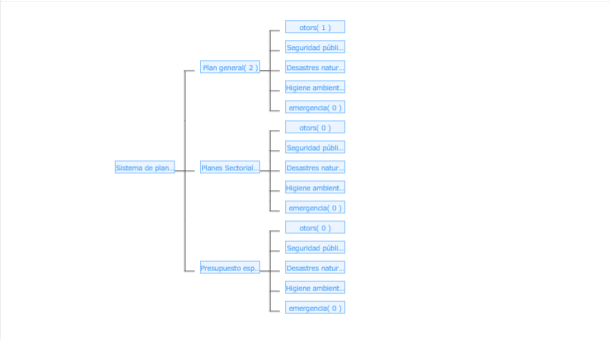 otors( 1 )
Seguridad públi...
Plan general( 2 )
Desastres natur...
Higiene ambient...
emergencia( 0 )
otors( 0 )
Seguridad públi...
Sistema de plan...
Planes Sectorial...
Desastres natur...
Higiene ambient...
emergencia( 0 )
otors( 0 )
Seguridad públi...
Presupuesto esp...
Desastres natur...
Higiene ambient...
emergencia( 0 )